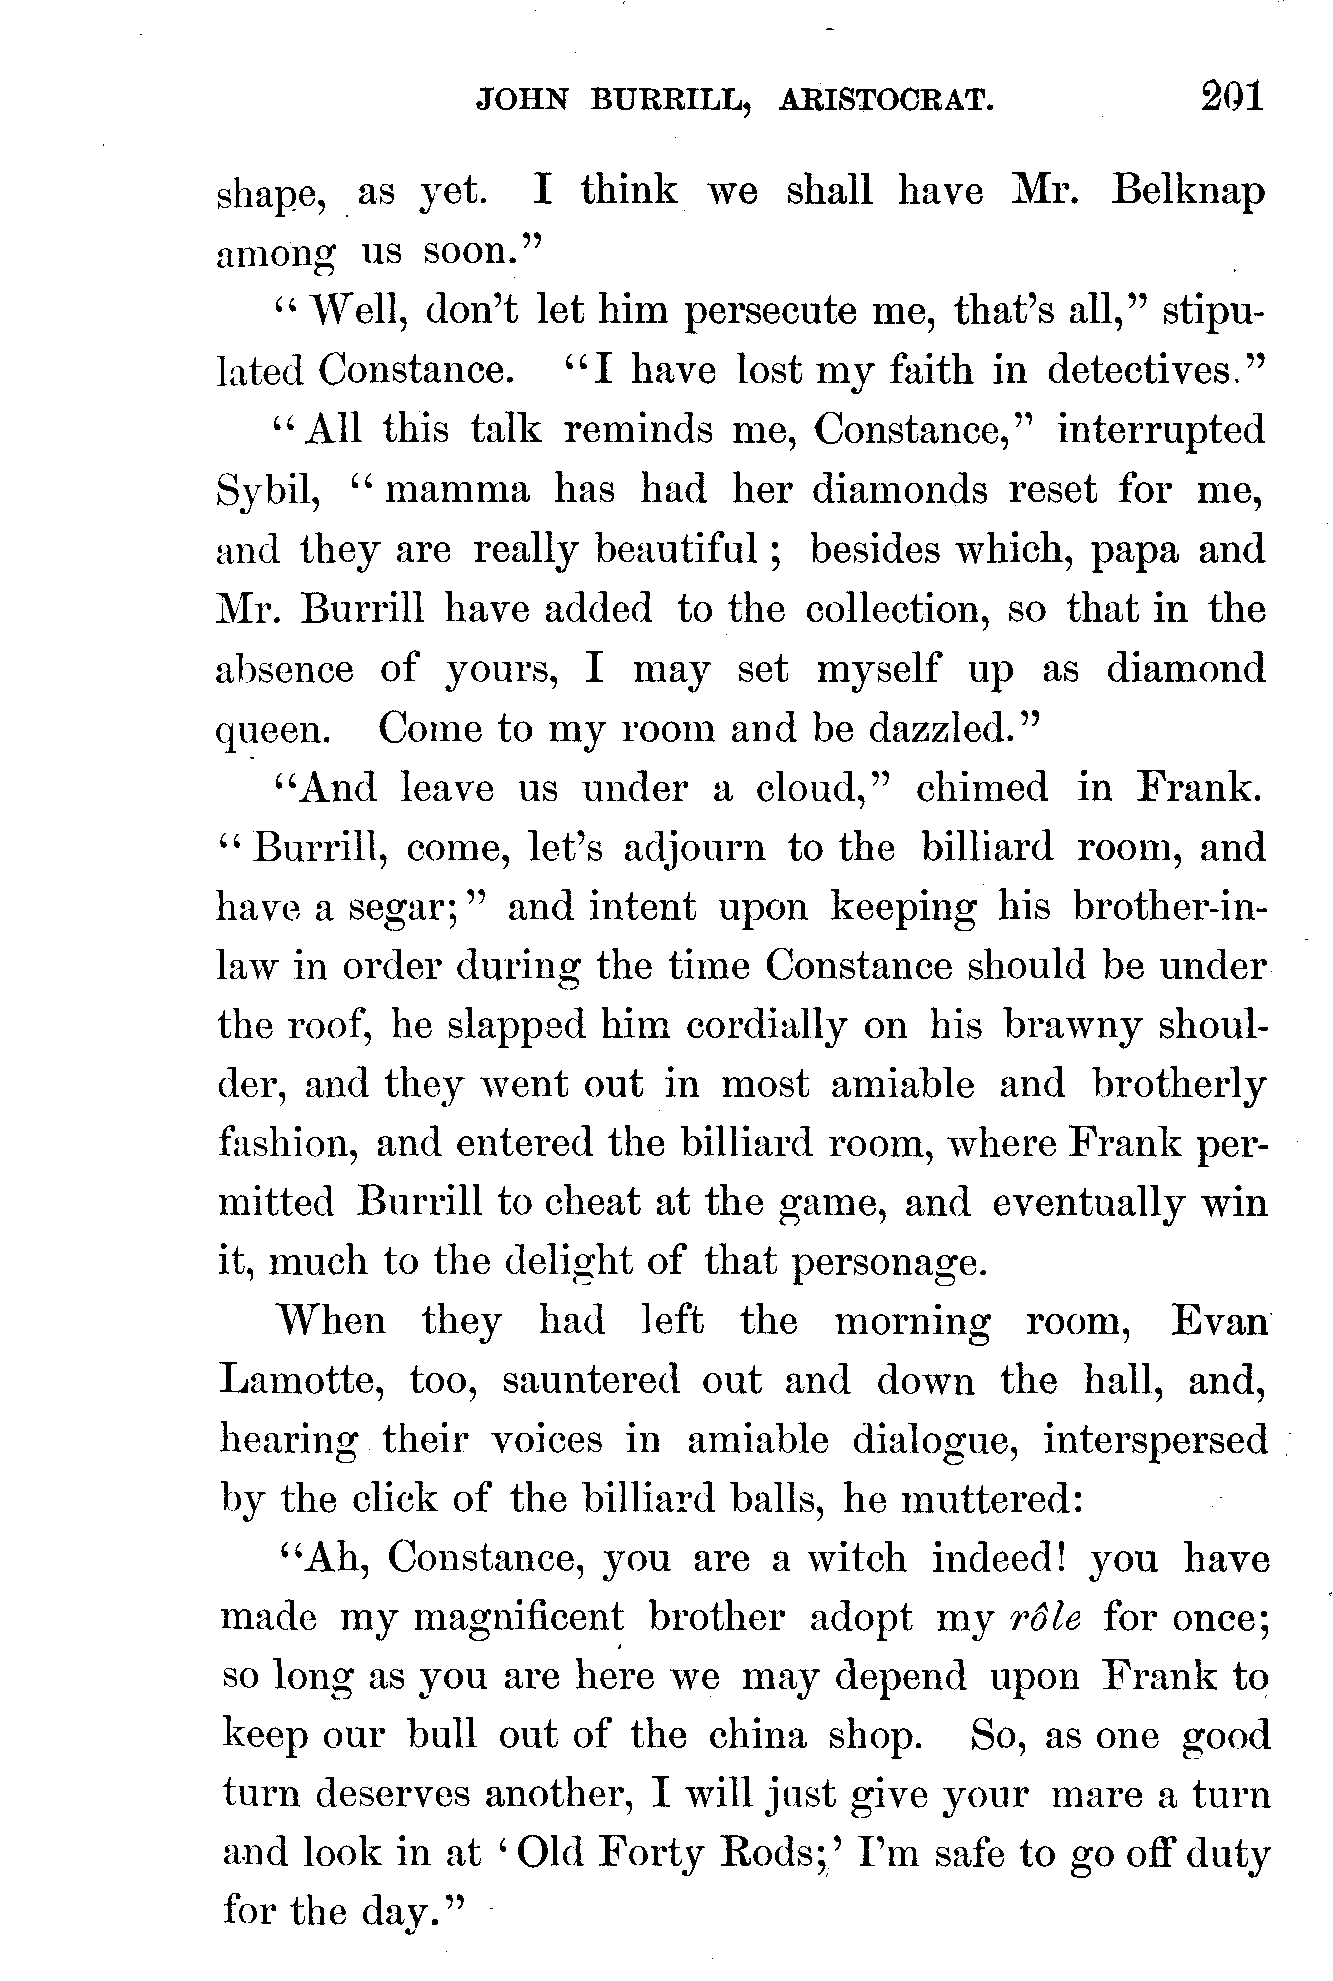 JOHN BURRILL, ARISTOCRAT. 201
shape, as yet. I think we shall have Mr. Belknap
among us soon."
"Well, don't let him persecute me, that's all," stipu-
lated Constance. "I have lost my faith in detectives."
"All this talk reminds me, Constance," interrupted
Sybil, "mamma has had her diamonds reset for me,
and they are really beautiful; besides which, papa and
Mr. Burrill have added to the collection, so that in the
absence of yours, I may set myself up as diamond
queen. Come to my room and be dazzled."
"And leave us under a cloud," chimed in Frank.
"Burrill, come, let's adjourn to the billiard room, and
have a segar;" and intent upon keeping his brother-in-
law in order during the time Constance should be under
the roof, he slapped him cordially on his brawny shoul-
der, and they went out in most amiable and brotherly
fashion, and entered the billiard room, where Frank per-
mitted Burrill to cheat at the game, and eventually win
it, much to the delight of that personage.
When they had left the morning room, Evan
Lamotte, too, sauntered out and down the hall, and,
hearing their voices in amiable dialogue, interspersed
by the click of the billiard balls, he muttered:
"Ah, Constance, you are a witch indeed! you have
made my magnificent brother adopt my rôle for once;
so long as you are here we may depend upon Frank to
keep our bull out of the china shop. So, as one good
turn deserves another, I will just give your mare a turn
and look in at 'Old Forty Rods;' I'm safe to go off duty
for the day."